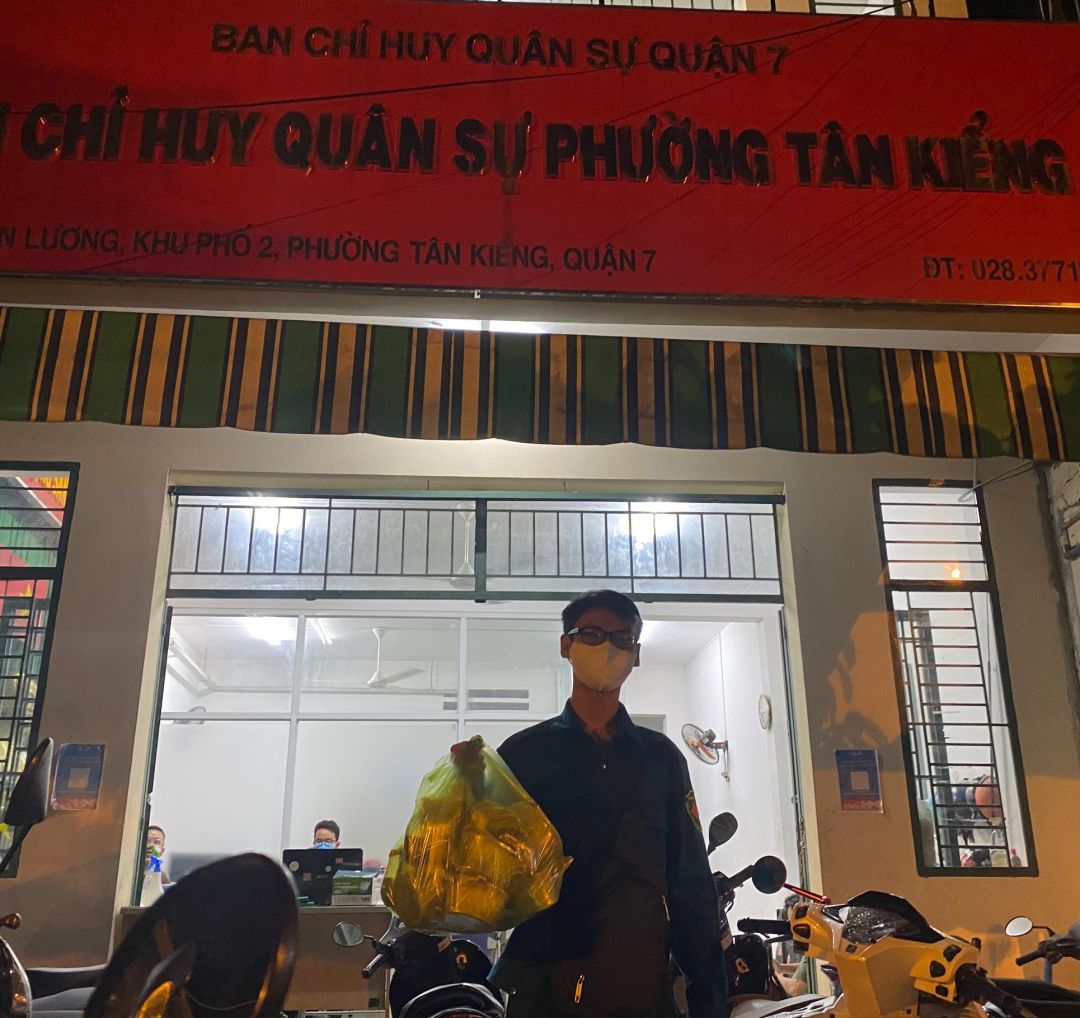 BAN CHỈ HUY QUÂN SỰ QUẬN 7
CHỈ HUY QUÂN SỰ PHƯỜNG TÂN KIỂNG
LƯƠNG, KHU PHỐ 2, PHƯỜNG TÂN KIỂNG, QUẬN 7
ĐT: 028.3771